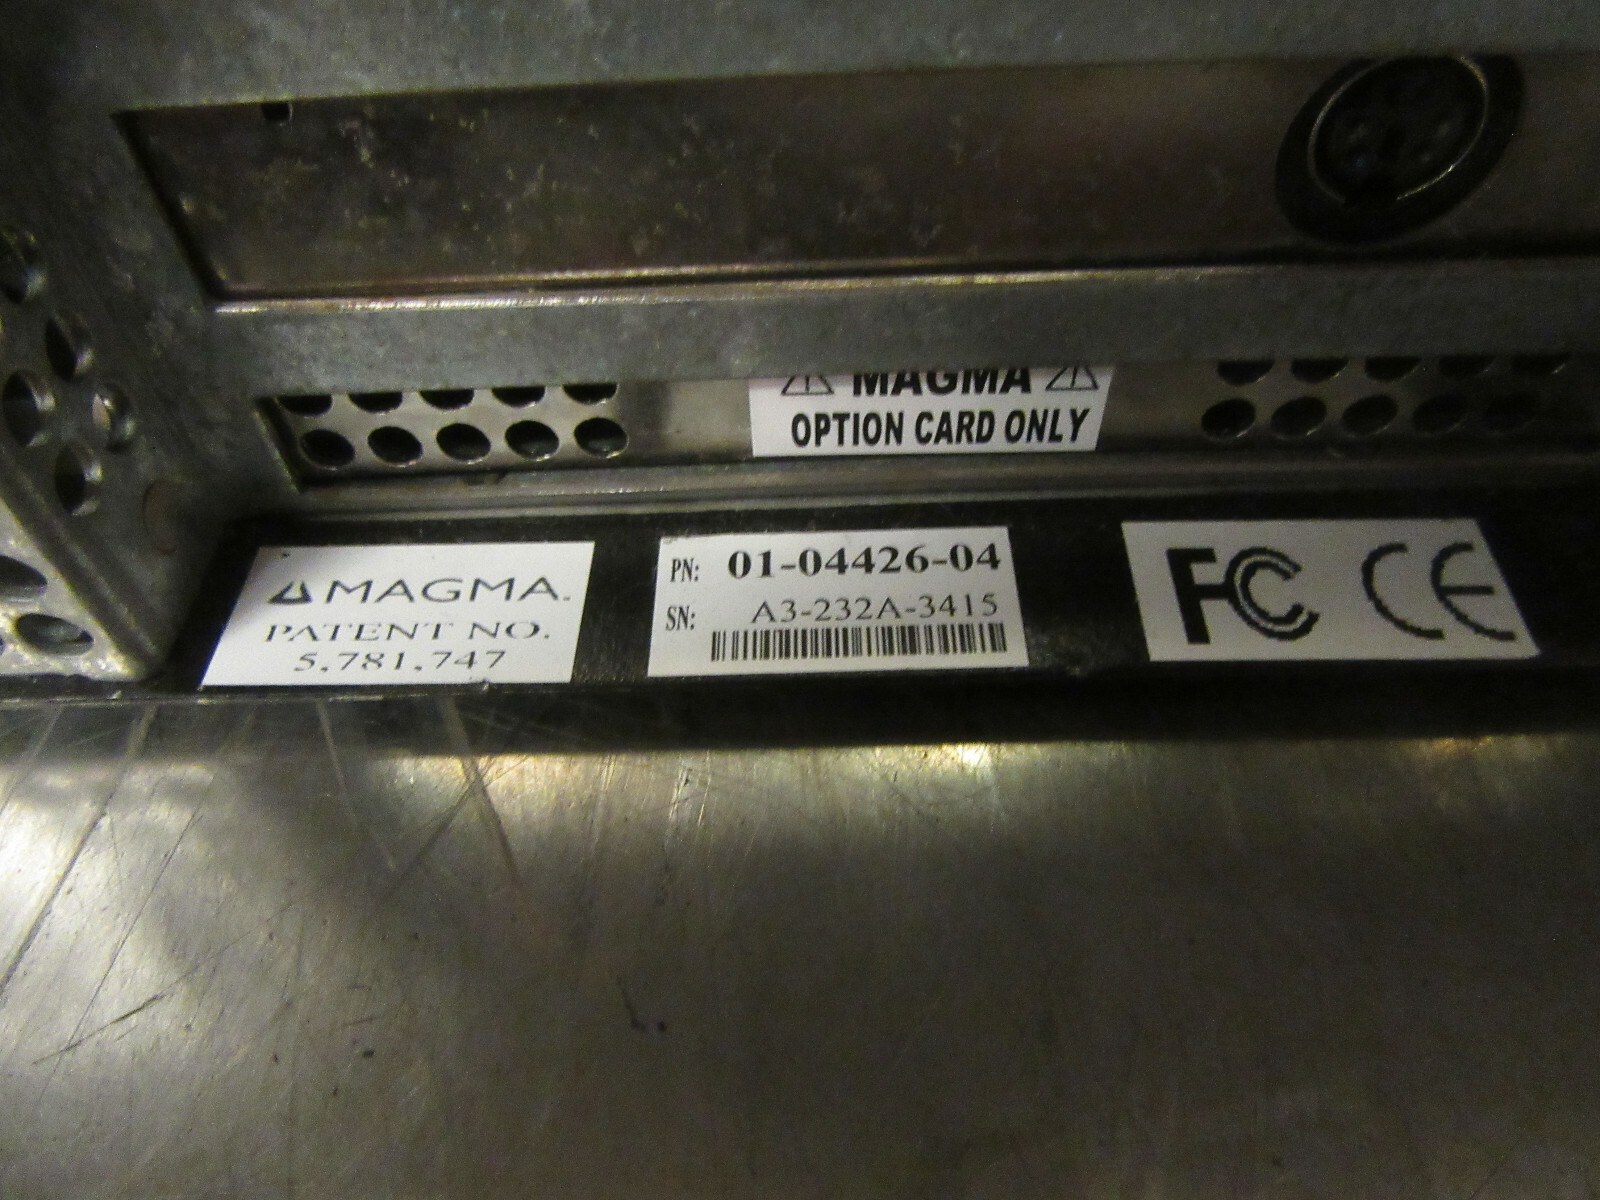 ⚠ MAGMA ⚠
OPTION CARD ONLY
MAGMA.
PATENT NO.
5,781,747
PN: 01-04426-04
SN: A3-232A-3415
FC CE